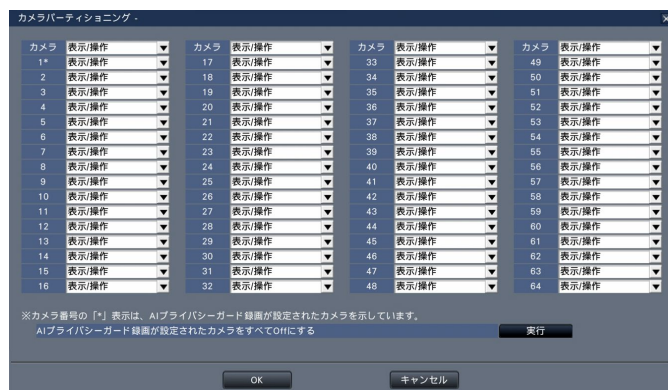 カメラパーティショニング -
カメラ 表示/操作 カメラ 表示/操作 カメラ 表示/操作 カメラ 表示/操作
1* 表示/操作 17 表示/操作 33 表示/操作 49 表示/操作
2 表示/操作 18 表示/操作 34 表示/操作 50 表示/操作
3 表示/操作 19 表示/操作 35 表示/操作 51 表示/操作
4 表示/操作 20 表示/操作 36 表示/操作 52 表示/操作
5 表示/操作 21 表示/操作 37 表示/操作 53 表示/操作
6 表示/操作 22 表示/操作 38 表示/操作 54 表示/操作
7 表示/操作 23 表示/操作 39 表示/操作 55 表示/操作
8 表示/操作 24 表示/操作 40 表示/操作 56 表示/操作
9 表示/操作 25 表示/操作 41 表示/操作 57 表示/操作
10 表示/操作 26 表示/操作 42 表示/操作 58 表示/操作
11 表示/操作 27 表示/操作 43 表示/操作 59 表示/操作
12 表示/操作 28 表示/操作 44 表示/操作 60 表示/操作
13 表示/操作 29 表示/操作 45 表示/操作 61 表示/操作
14 表示/操作 30 表示/操作 46 表示/操作 62 表示/操作
15 表示/操作 31 表示/操作 47 表示/操作 63 表示/操作
16 表示/操作 32 表示/操作 48 表示/操作 64 表示/操作
※カメラ番号の「*」表示は、AIプライバシーガード録画が設定されたカメラを示しています。
AIプライバシーガード録画が設定されたカメラをすべてOffにする 実行
OK キャンセル